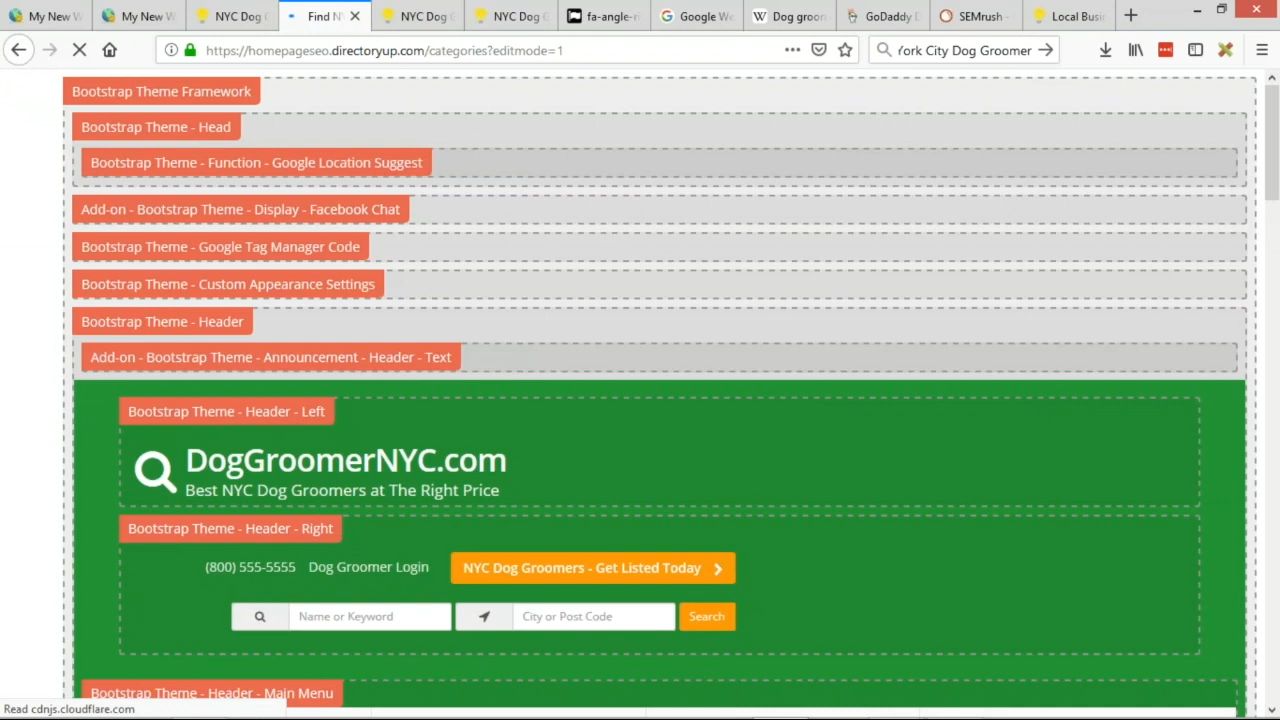 My New W
My New W
NYC Dog G
Find NY
NYC Dog G
NYC Dog G
fa-angle-r
Google We
Dog groom
GoDaddy D
SEMrush -
Local Busi
https://homepageseo.directoryup.com/categories?editmode=1
York City Dog Groomer
Bootstrap Theme Framework
Bootstrap Theme - Head
Bootstrap Theme - Function - Google Location Suggest
Add-on - Bootstrap Theme - Display - Facebook Chat
Bootstrap Theme - Google Tag Manager Code
Bootstrap Theme - Custom Appearance Settings
Bootstrap Theme - Header
Add-on - Bootstrap Theme - Announcement - Header - Text
Bootstrap Theme - Header - Left
DogGroomerNYC.com
Best NYC Dog Groomers at The Right Price
Bootstrap Theme - Header - Right
(800) 555-5555 Dog Groomer Login NYC Dog Groomers - Get Listed Today
Name or Keyword City or Post Code Search
Bootstrap Theme - Header - Main Menu
Read cdnjs.cloudflare.com